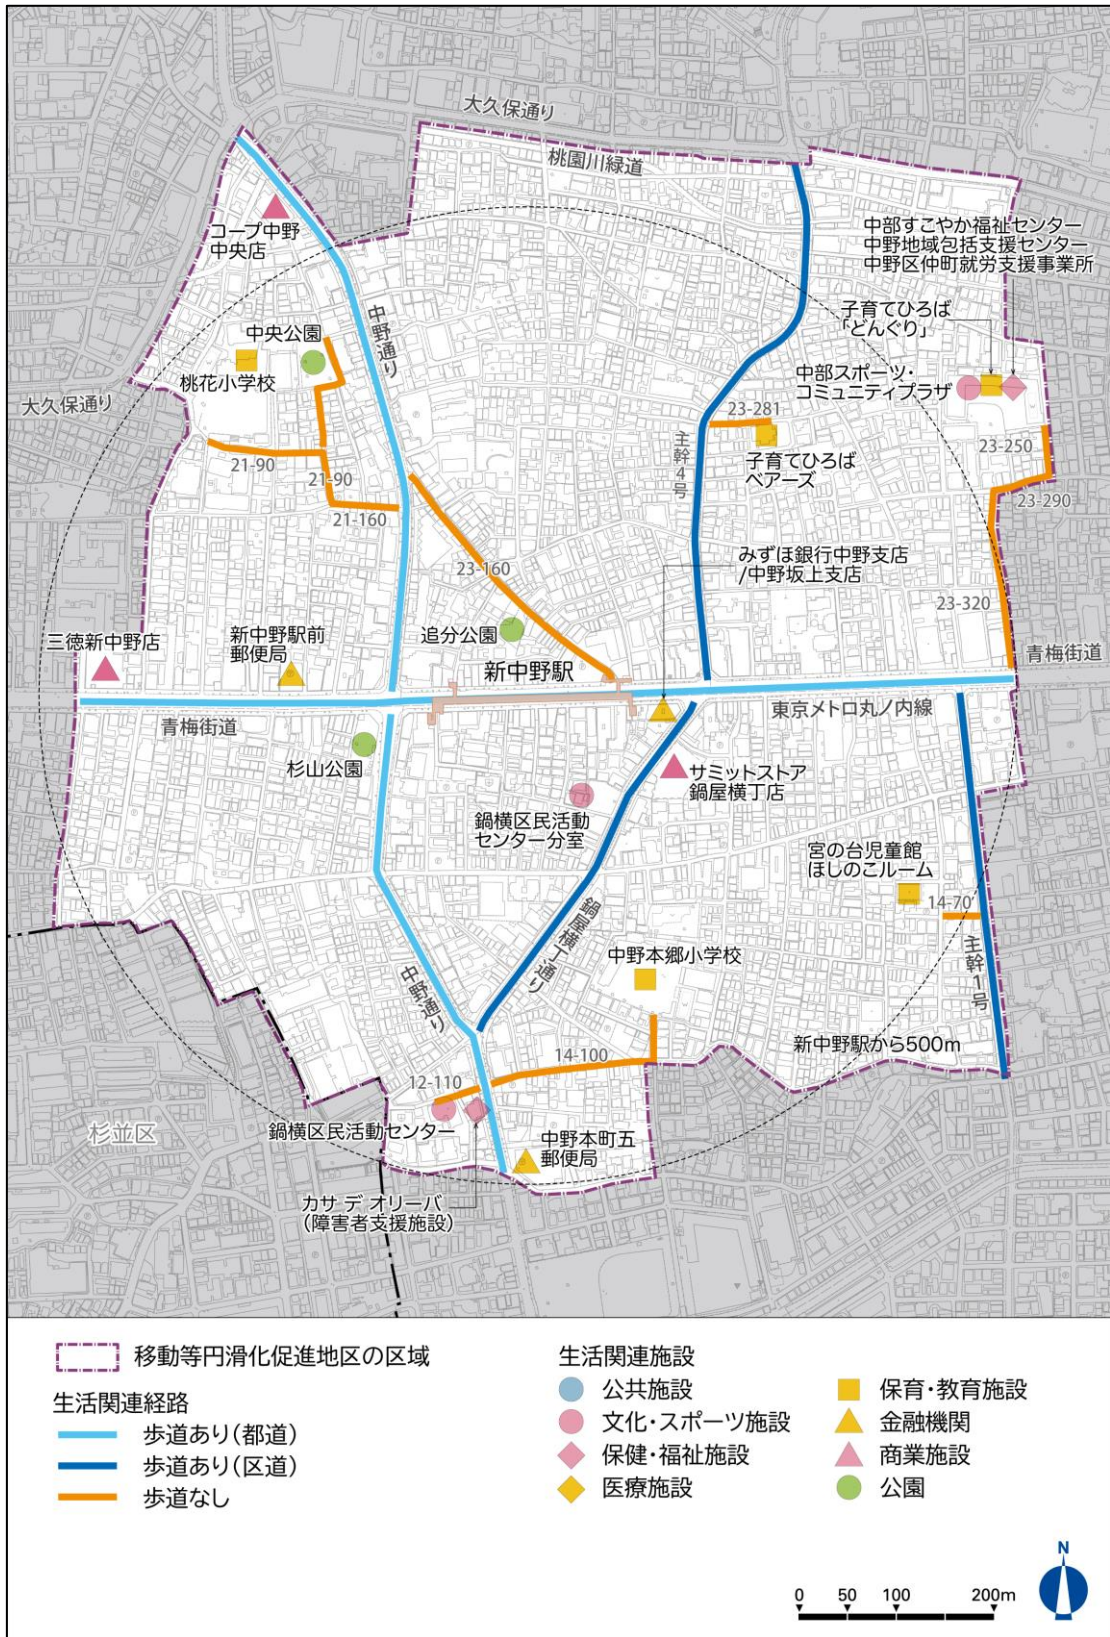 大久保通り
桃園川緑道
コープ中野
中央店
中部すこやか福祉センター
中野地域包括支援センター
中野区仲町就労支援事業所
子育てひろば
「どんぐり」
中央公園
中野通り
桃花小学校
中部スポーツ・
コミュニティプラザ
大久保通り
23-281
主幹4号
子育てひろば
ベアーズ
21-90
21-90
21-160
23-250
23-290
みずほ銀行中野支店
/中野坂上支店
23-160
23-320
三徳新中野店
新中野駅前
郵便局
追分公園
新中野駅
青梅街道
青梅街道
東京メトロ丸ノ内線
杉山公園
サミットストア
鍋屋横丁店
鍋横区民活動
センター分室
宮の台児童館
ほしのこルーム
14-70
鍋屋横丁通り
中野本郷小学校
主幹1号
中野通り
新中野駅から500m
14-100
12-110
杉並区
鍋横区民活動センター
中野本町五
郵便局
カサ デ オリーバ
(障害者支援施設)
移動等円滑化促進地区の区域
生活関連経路
歩道あり(都道)
歩道あり(区道)
歩道なし
生活関連施設
公共施設
文化・スポーツ施設
保健・福祉施設
医療施設
保育・教育施設
金融機関
商業施設
公園
N
0 50 100 200m